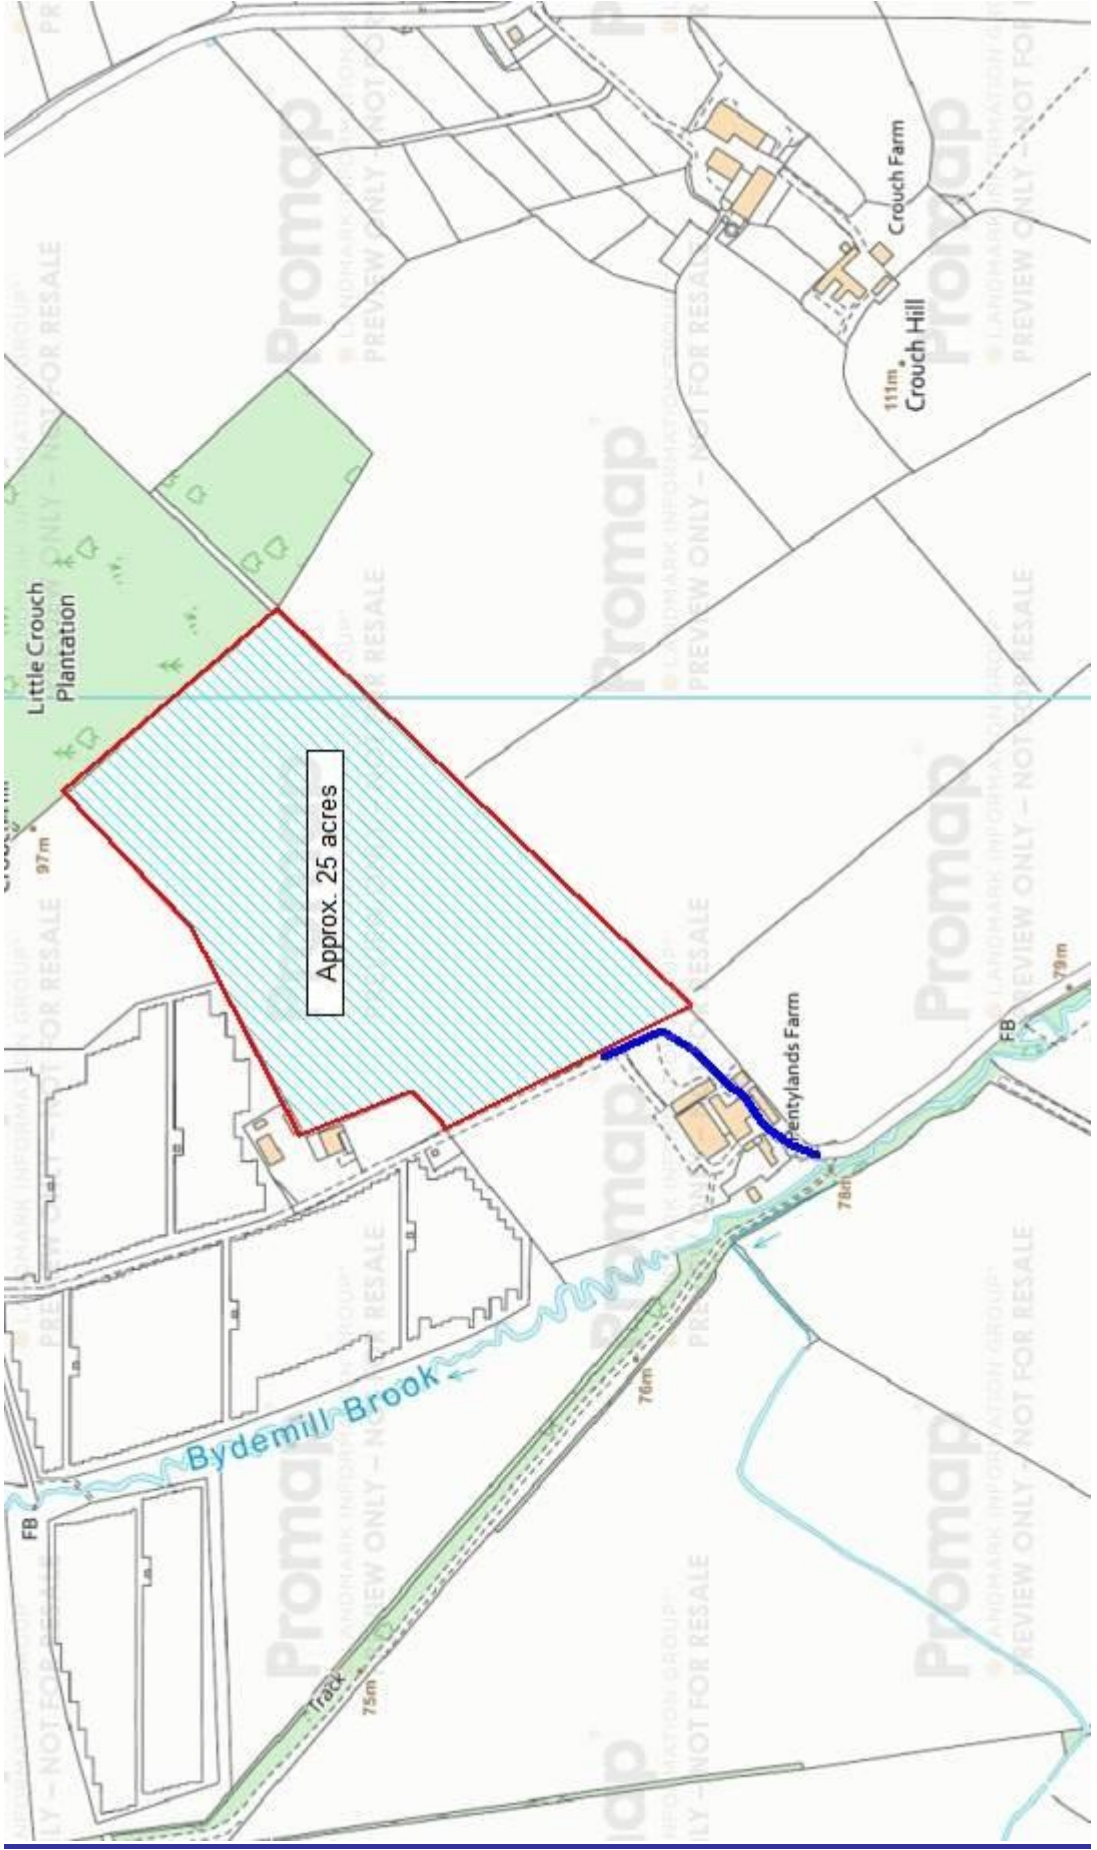 Little Crouch
Plantation
97m
Approx. 25 acres
Crouch Farm
111m
Crouch Hill
Pentylands Farm
79m
FB
78m
76m
Bydemill Brook
FB
Track
75m
Promap
LANDMARK INFORMATION GROUP
PREVIEW ONLY – NOT FOR RESALE